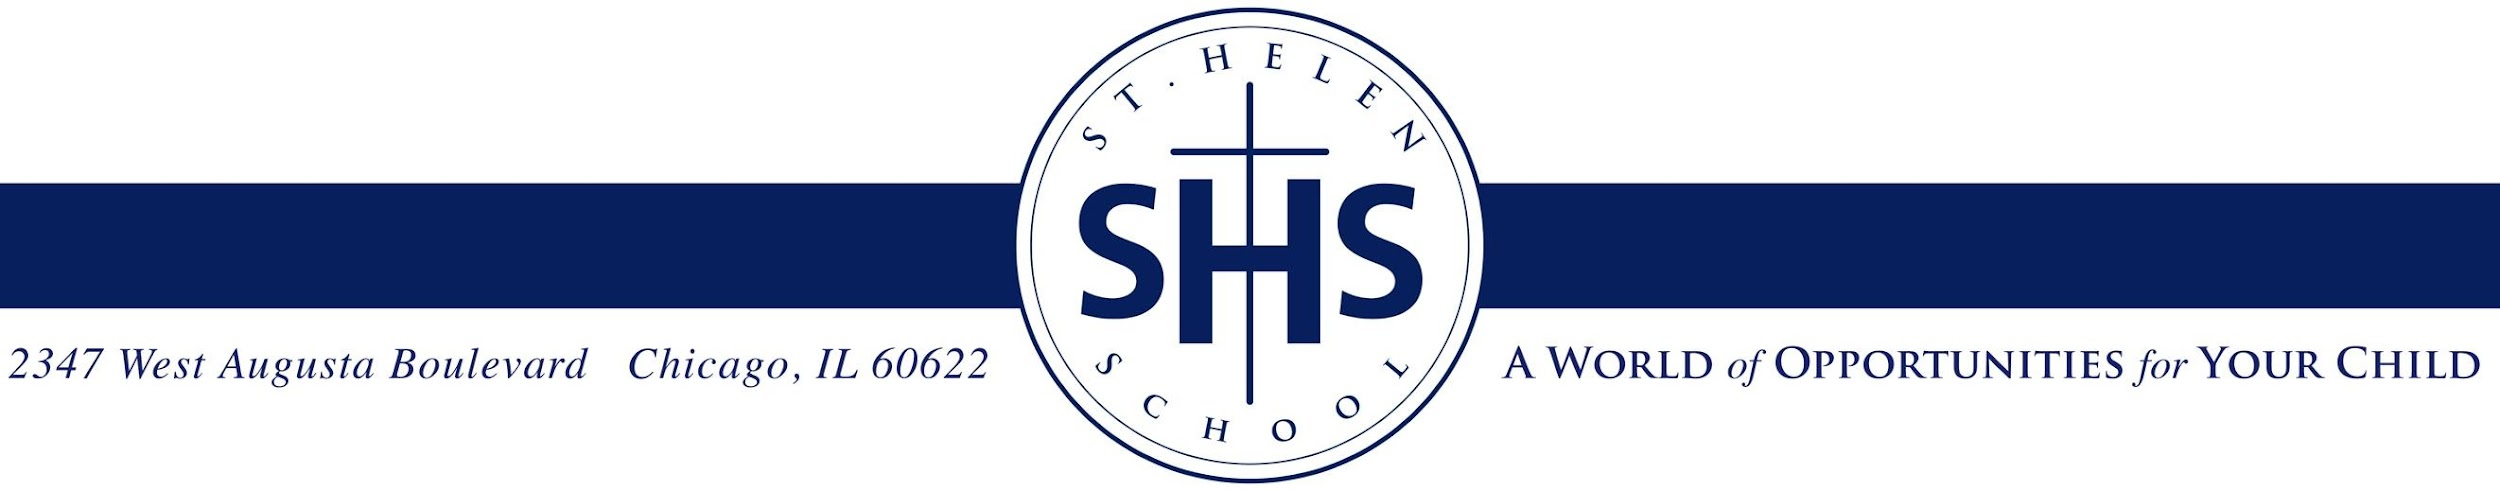 ST. HELEN
SHS
SCHOOL
2347 West Augusta Boulevard Chicago, IL 60622
A WORLD of OPPORTUNITIES for YOUR CHILD